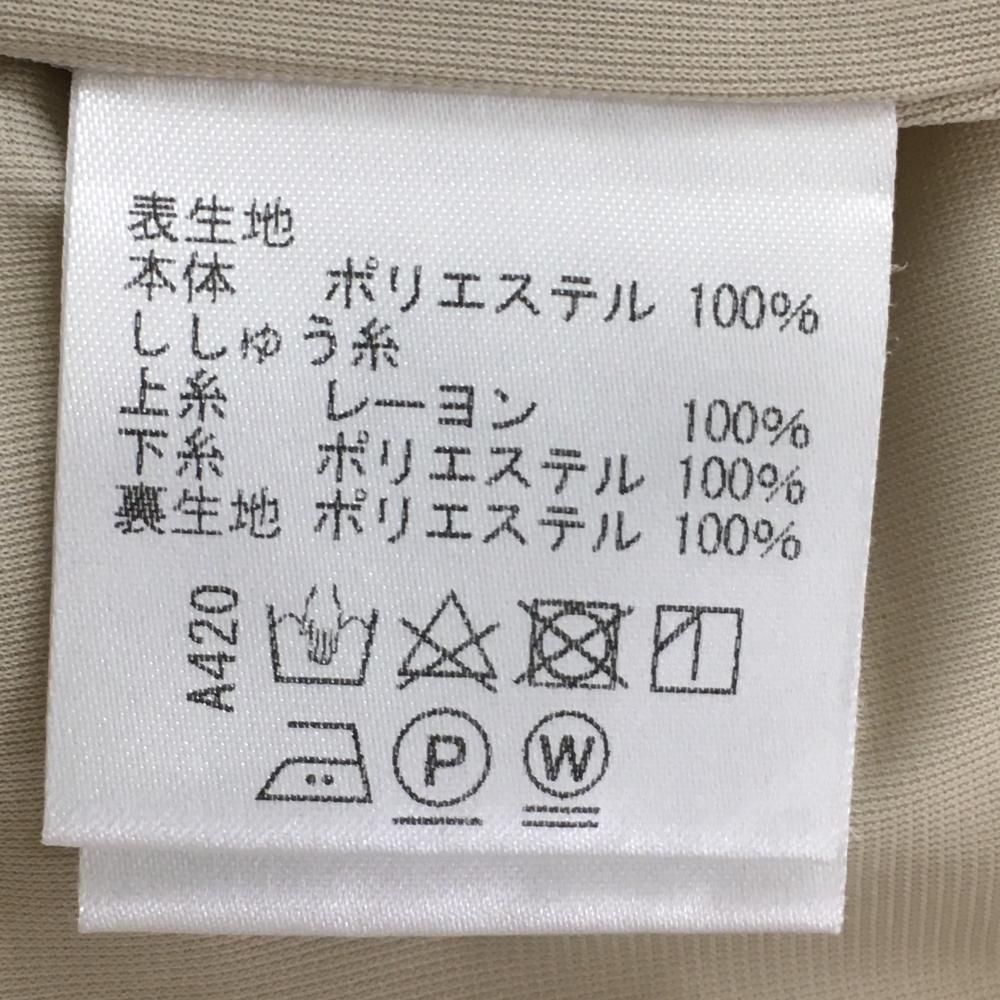 表生地
本体 ポリエステル 100%
ししゅう糸
上糸 レーヨン 100%
下糸 ポリエステル 100%
裏生地 ポリエステル 100%
A420
P W